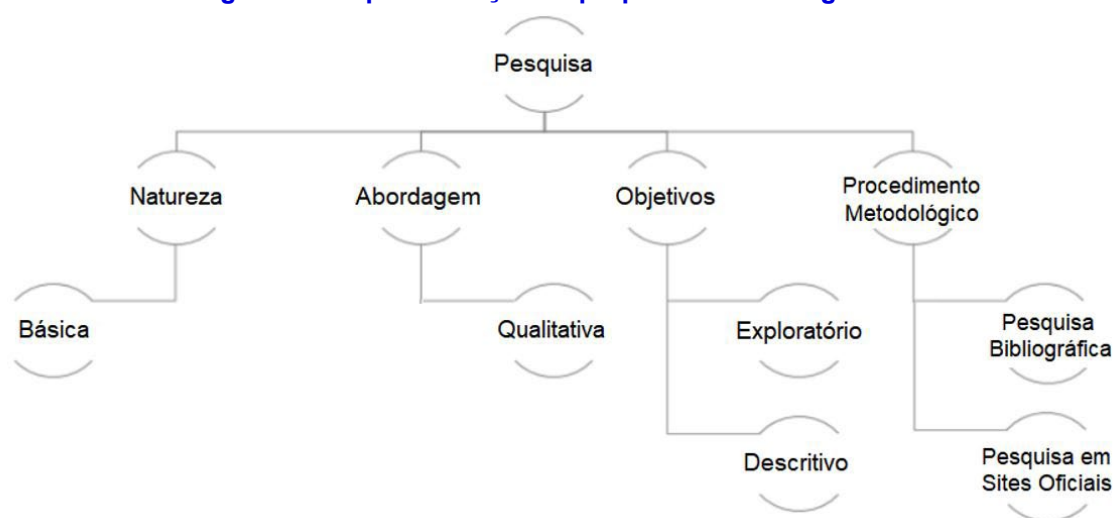 Pesquisa
Natureza
Abordagem
Objetivos
Procedimento
Metodológico
Básica
Qualitativa
Exploratório
Pesquisa
Bibliográfica
Descritivo
Pesquisa em
Sites Oficiais